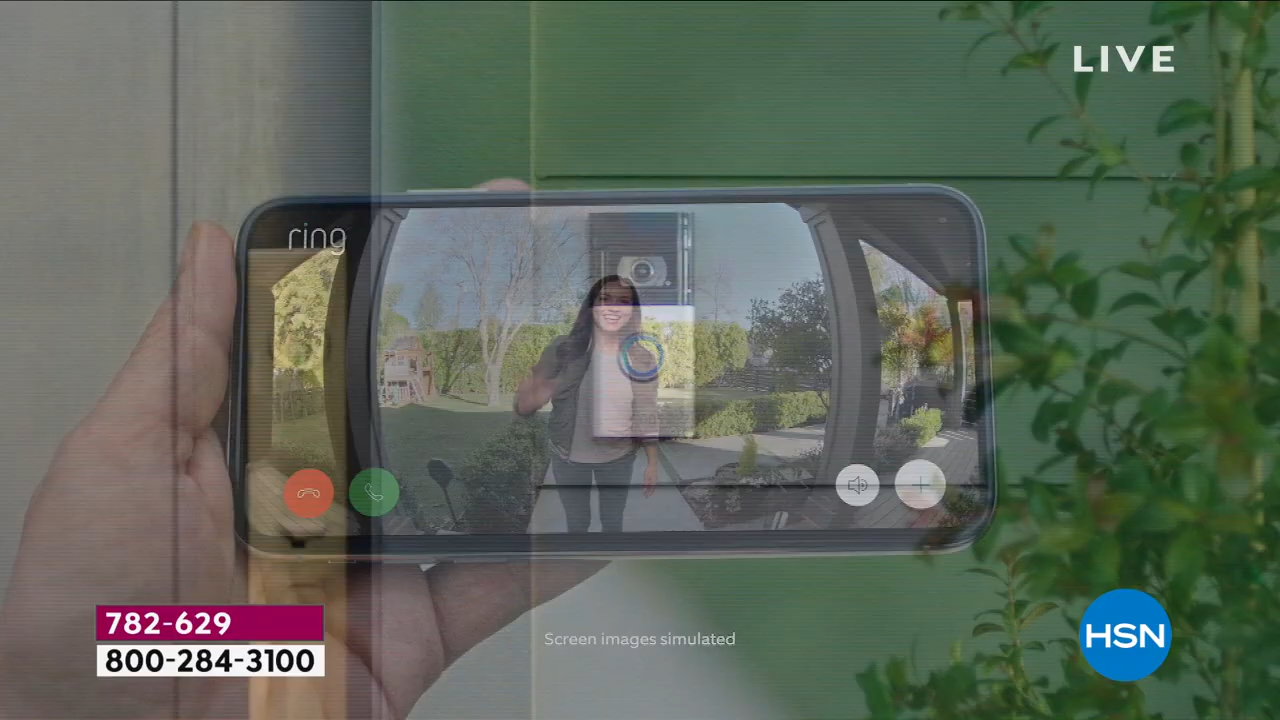 LIVE
ring
782-629
800-284-3100
Screen images simulated
HSN